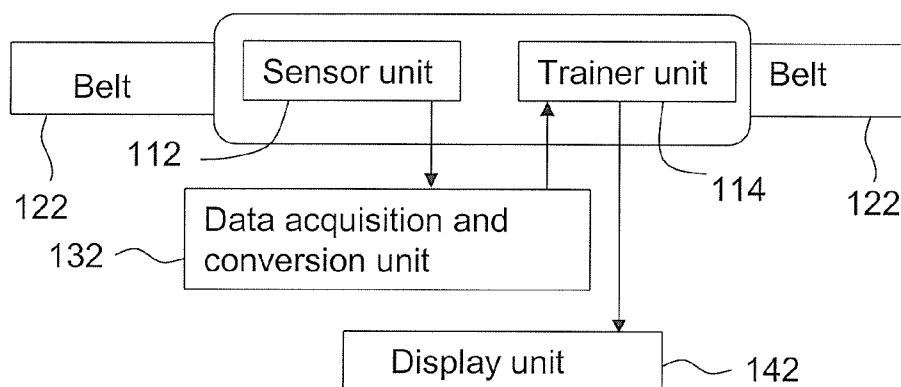 Sensor unit
Trainer unit
Belt
Belt
112
114
122
122
Data acquisition and
conversion unit
132
Display unit
142